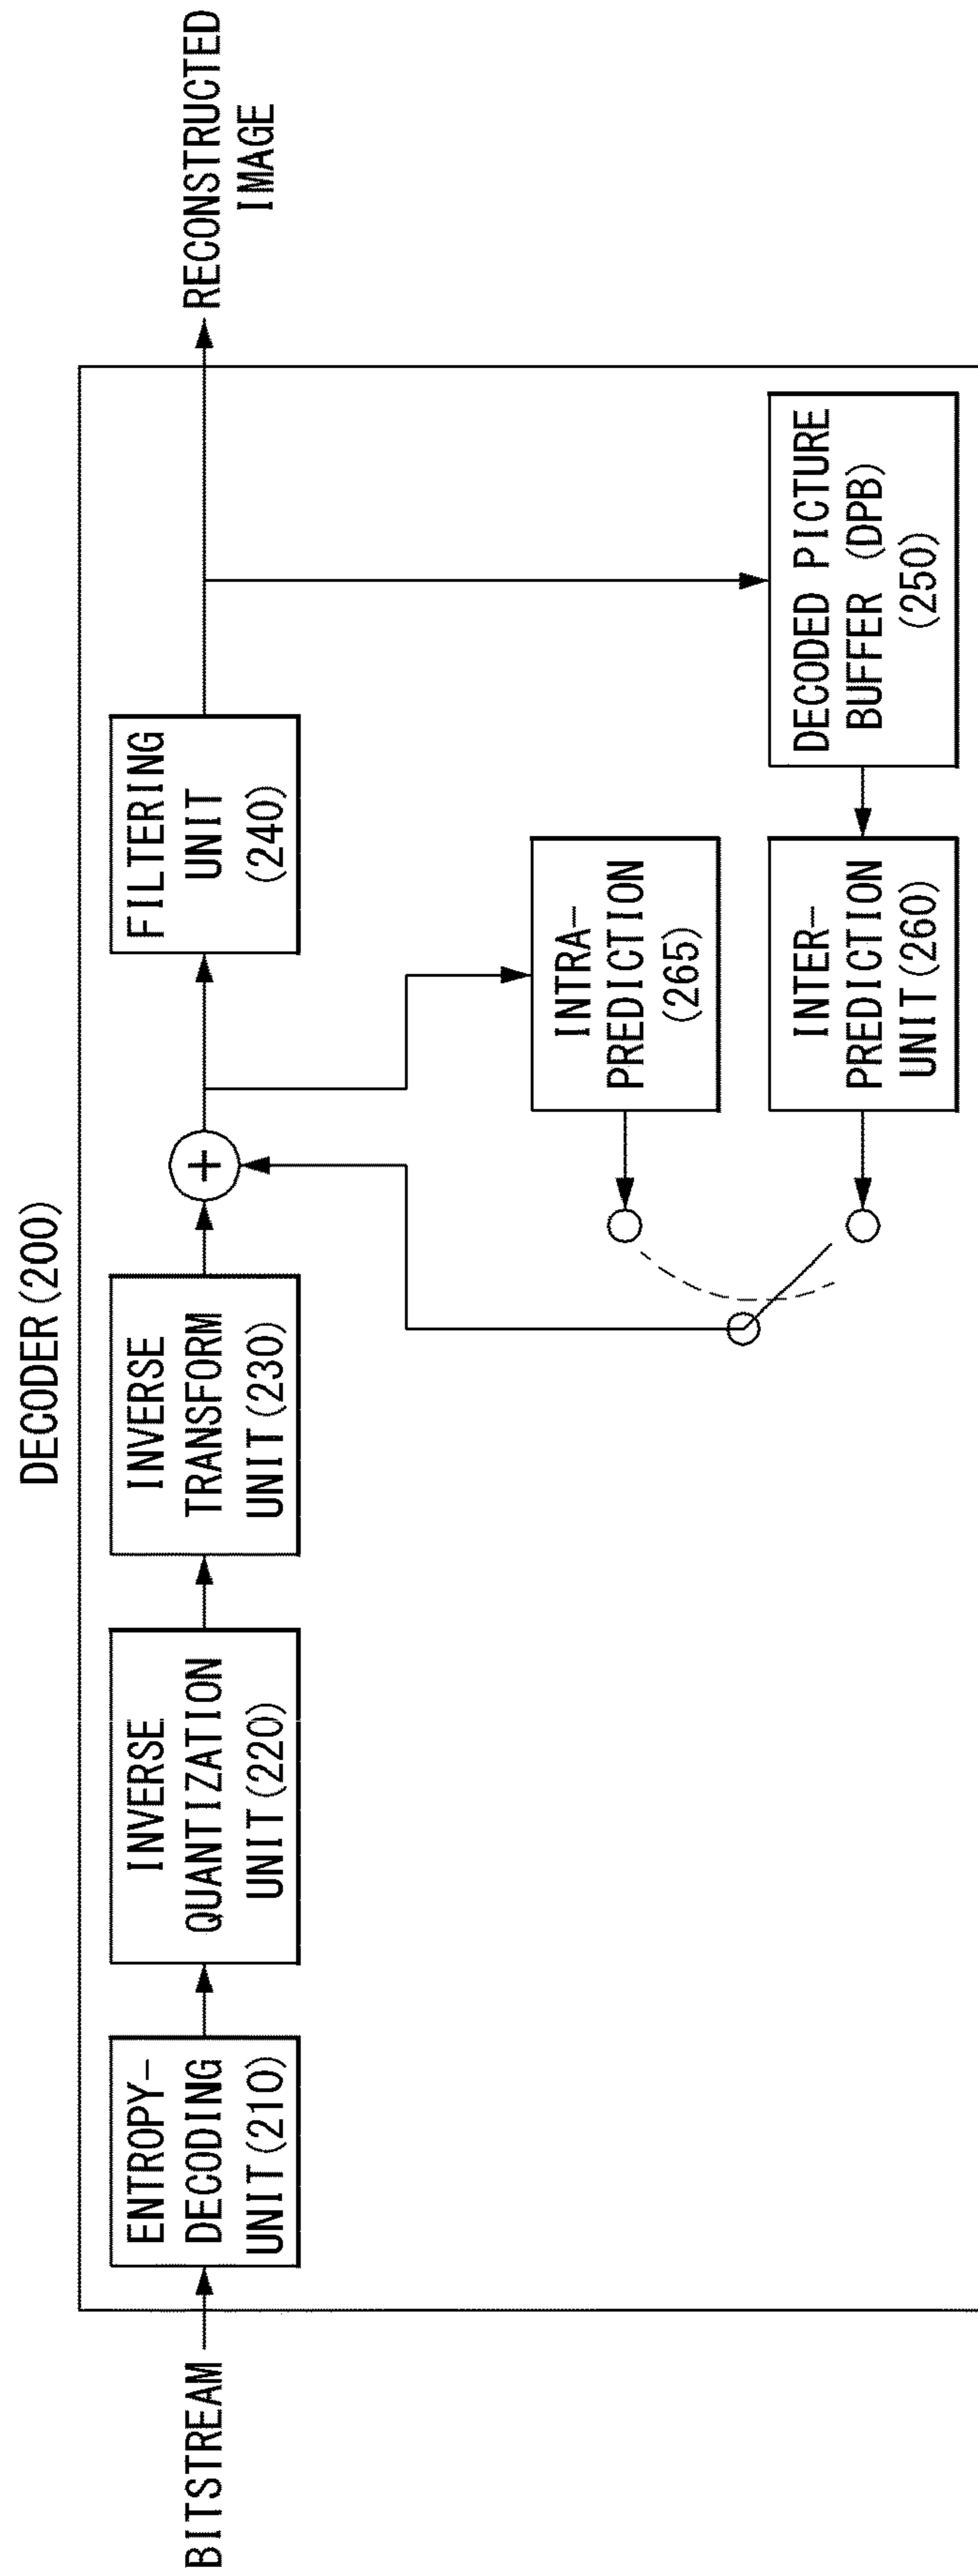 DECODER(200)
BITSTREAM
ENTROPY-
DECODING
UNIT(210)
INVERSE
QUANTIZATION
UNIT(220)
INVERSE
TRANSFORM
UNIT(230)
+
FILTERING
UNIT
(240)
RECONSTRUCTED
IMAGE
INTRA-
PREDICTION
(265)
INTER-
PREDICTION
UNIT(260)
DECODED PICTURE
BUFFER (DPB)
(250)